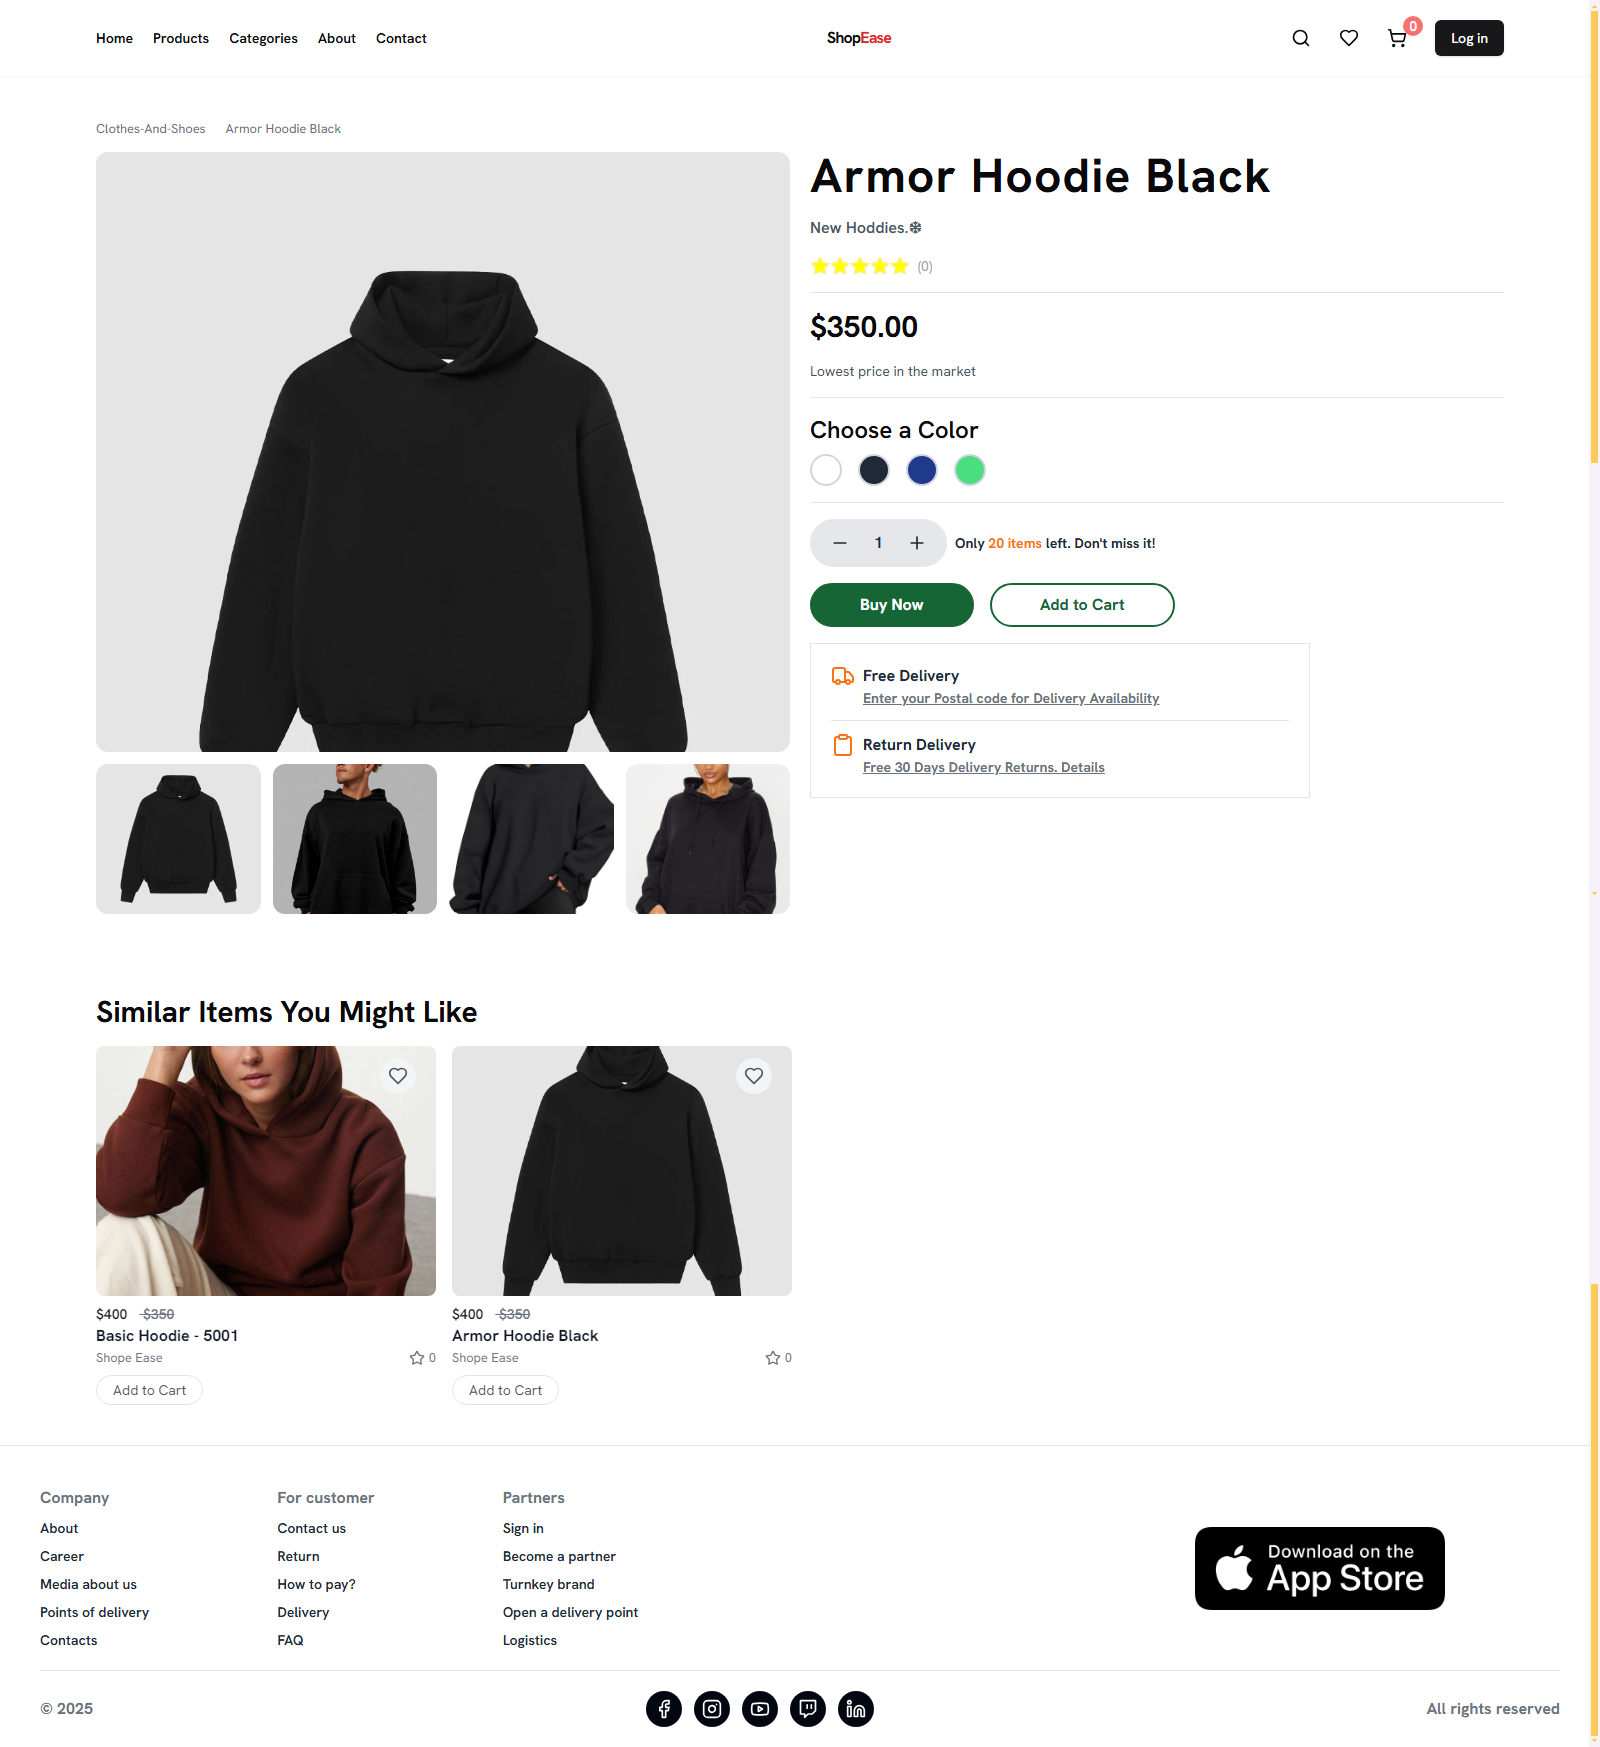 Home Products Categories About Contact
ShopEase
0
Log in
Clothes-And-Shoes Armor Hoodie Black
Armor Hoodie Black
New Hoddies.❄
(0)
$350.00
Lowest price in the market
Choose a Color
1
Only 20 items left. Don't miss it!
Buy Now
Add to Cart
Free Delivery
Enter your Postal code for Delivery Availability
Return Delivery
Free 30 Days Delivery Returns. Details
Similar Items You Might Like
$400 $350
Basic Hoodie - 5001
Shope Ease 0
Add to Cart
$400 $350
Armor Hoodie Black
Shope Ease 0
Add to Cart
Company
About
Career
Media about us
Points of delivery
Contacts
For customer
Contact us
Return
How to pay?
Delivery
FAQ
Partners
Sign in
Become a partner
Turnkey brand
Open a delivery point
Logistics
Download on the
App Store
© 2025
All rights reserved